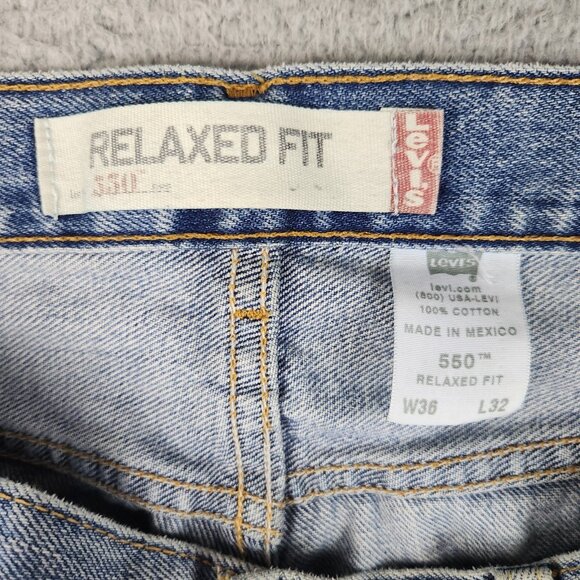 RELAXED FIT
550™
Levi's®
Levi's
levi.com
(800) USA-LEVI
100% COTTON
MADE IN MEXICO
550™
RELAXED FIT
W36 L32